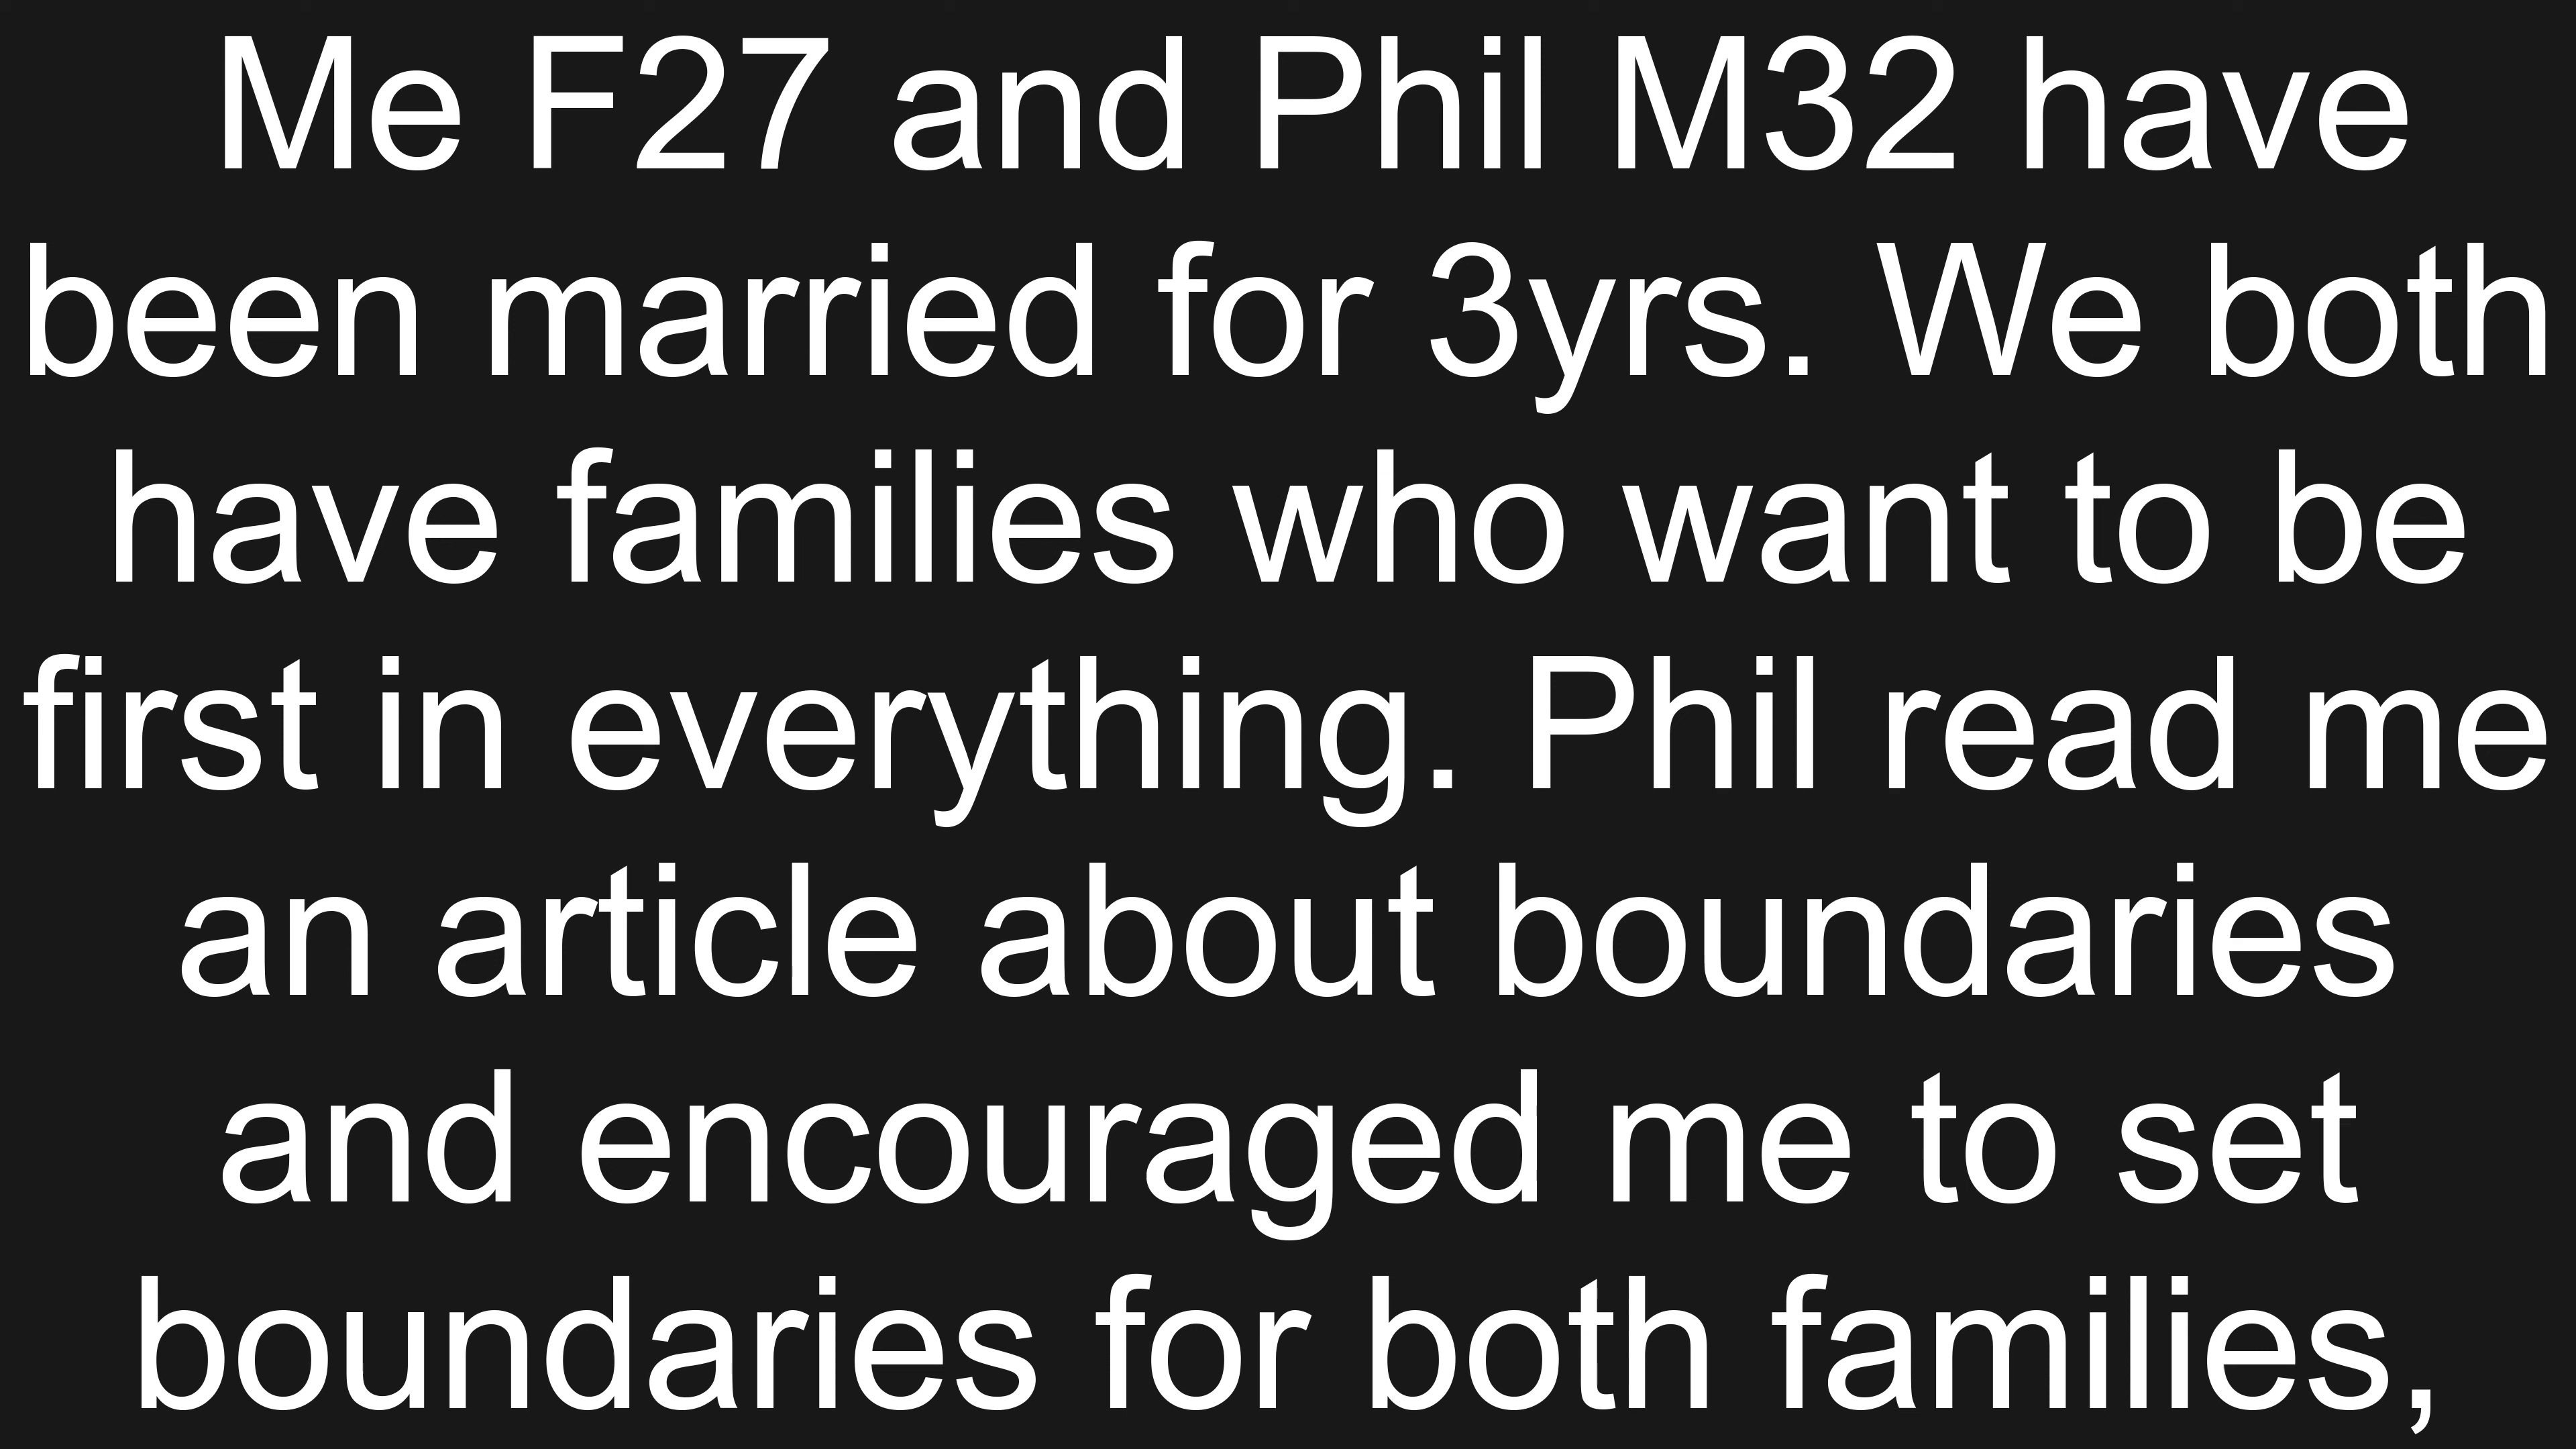 Me F27 and Phil M32 have
been married for 3yrs. We both
have families who want to be
first in everything. Phil read me
an article about boundaries
and encouraged me to set
boundaries for both families,